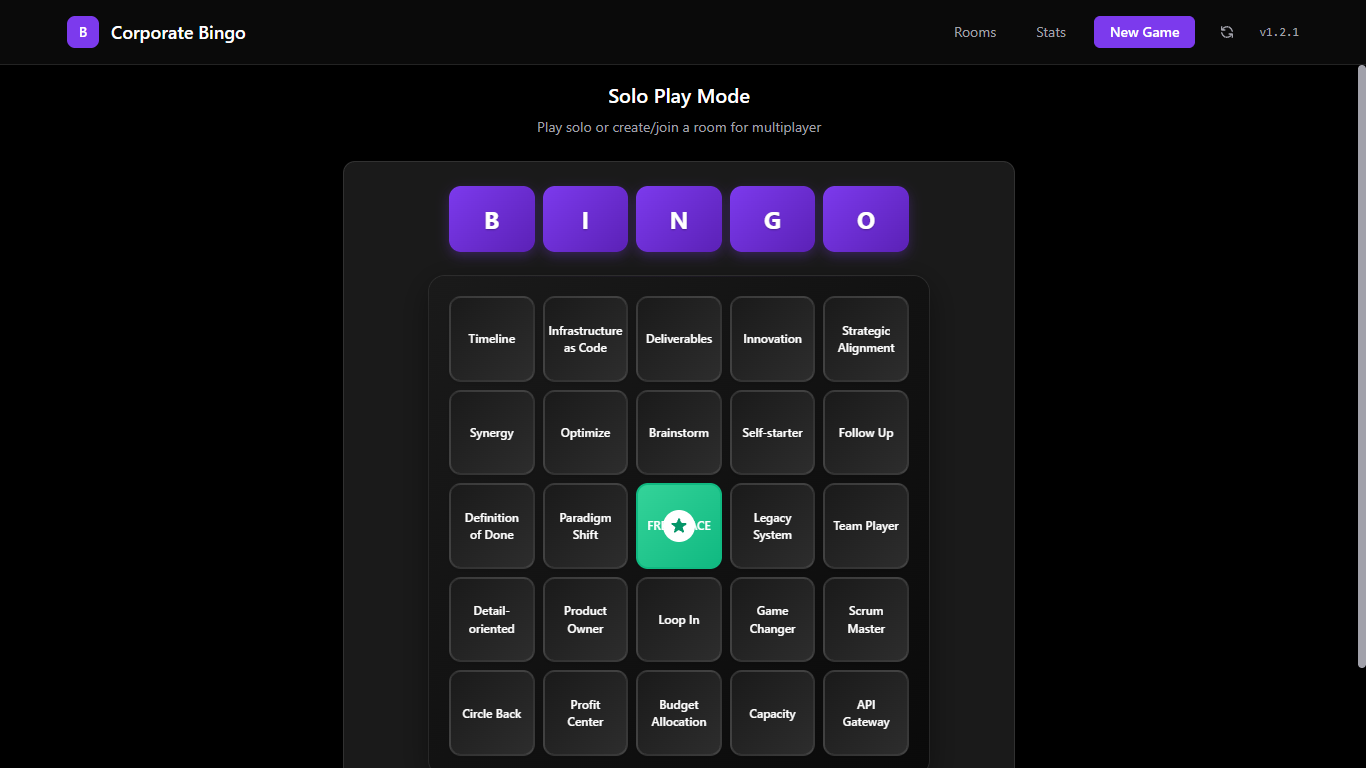 B Corporate Bingo Rooms Stats New Game v1.2.1
Solo Play Mode
Play solo or create/join a room for multiplayer
B I N G O
Timeline
Infrastructure
as Code
Deliverables
Innovation
Strategic
Alignment
Synergy
Optimize
Brainstorm
Self-starter
Follow Up
Definition
of Done
Paradigm
Shift
Legacy
System
Team Player
Detail-
oriented
Product
Owner
Loop In
Game
Changer
Scrum
Master
Circle Back
Profit
Center
Budget
Allocation
Capacity
API
Gateway